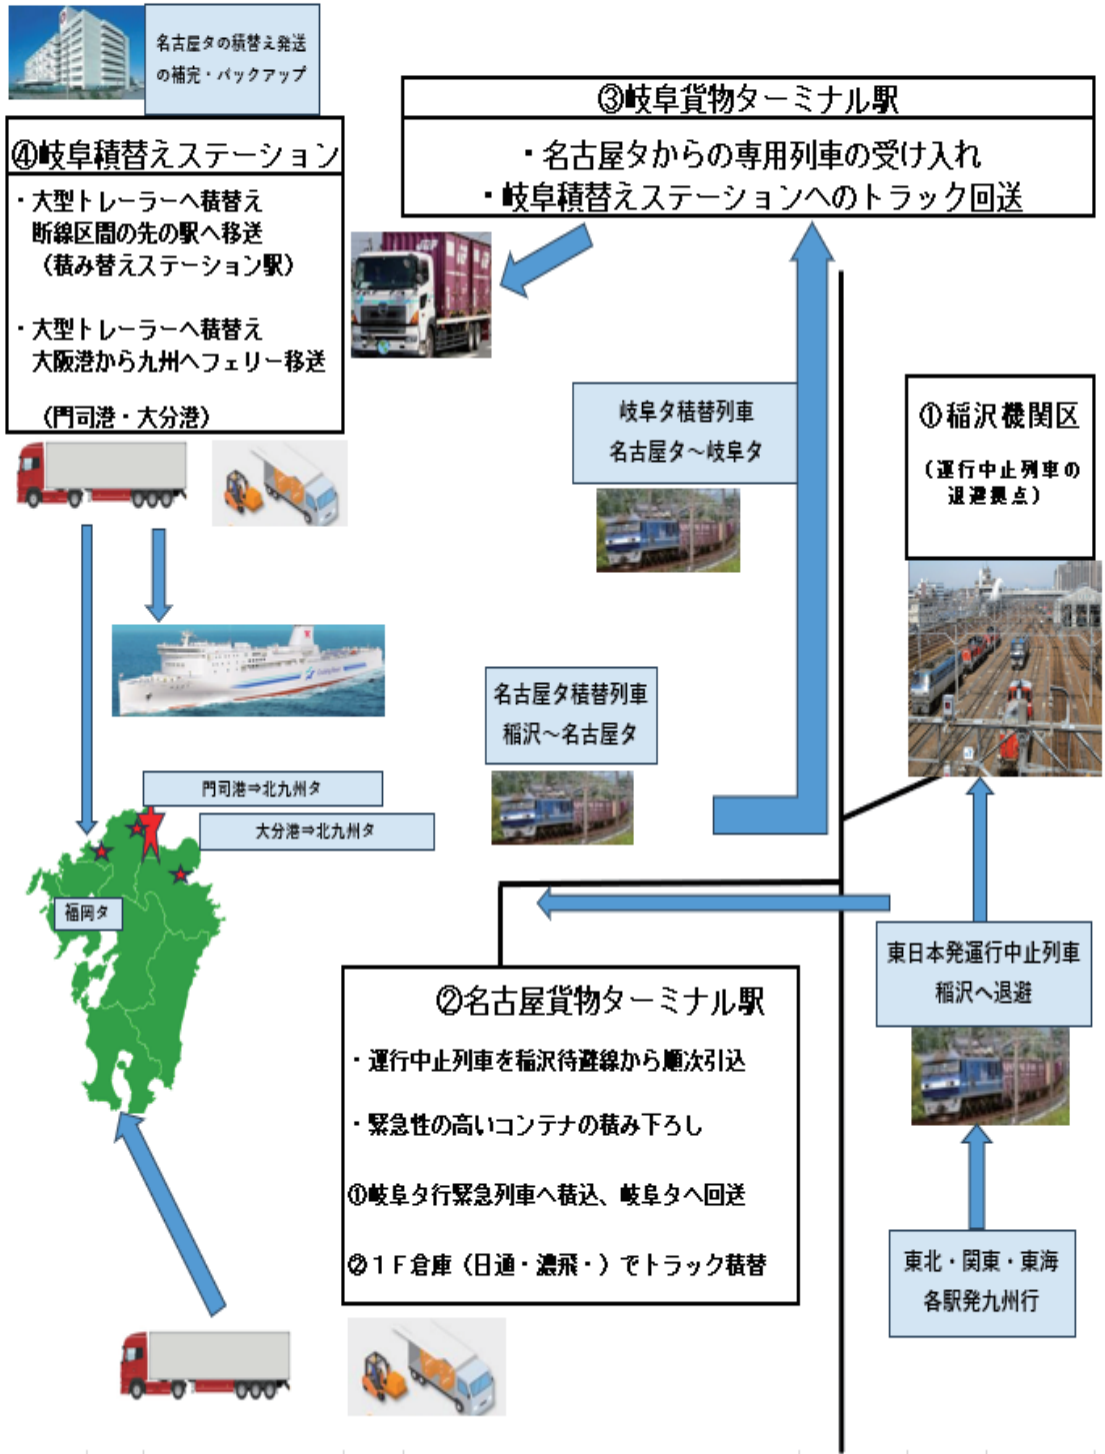 名古屋タの積替え発送
の補完・バックアップ
④岐阜積替えステーション
・大型トレーラーへ積替え
断線区間の先の駅へ移送
（積み替えステーション駅）
・大型トレーラーへ積替え
大阪港から九州へフェリー移送
（門司港・大分港）
③岐阜貨物ターミナル駅
・名古屋タからの専用列車の受け入れ
・岐阜積替えステーションへのトラック回送
岐阜タ積替列車
名古屋タ～岐阜タ
①稲沢機関区
（運行中止列車の
退避拠点）
名古屋タ積替列車
稲沢～名古屋タ
門司港⇒北九州タ
大分港⇒北九州タ
福岡タ
東日本発運行中止列車
稲沢へ退避
②名古屋貨物ターミナル駅
・運行中止列車を稲沢待避線から順次引込
・緊急性の高いコンテナの積み下ろし
①岐阜タ行緊急列車へ積込、岐阜タへ回送
②１Ｆ倉庫（日通・濃飛・）でトラック積替
東北・関東・東海
各駅発九州行